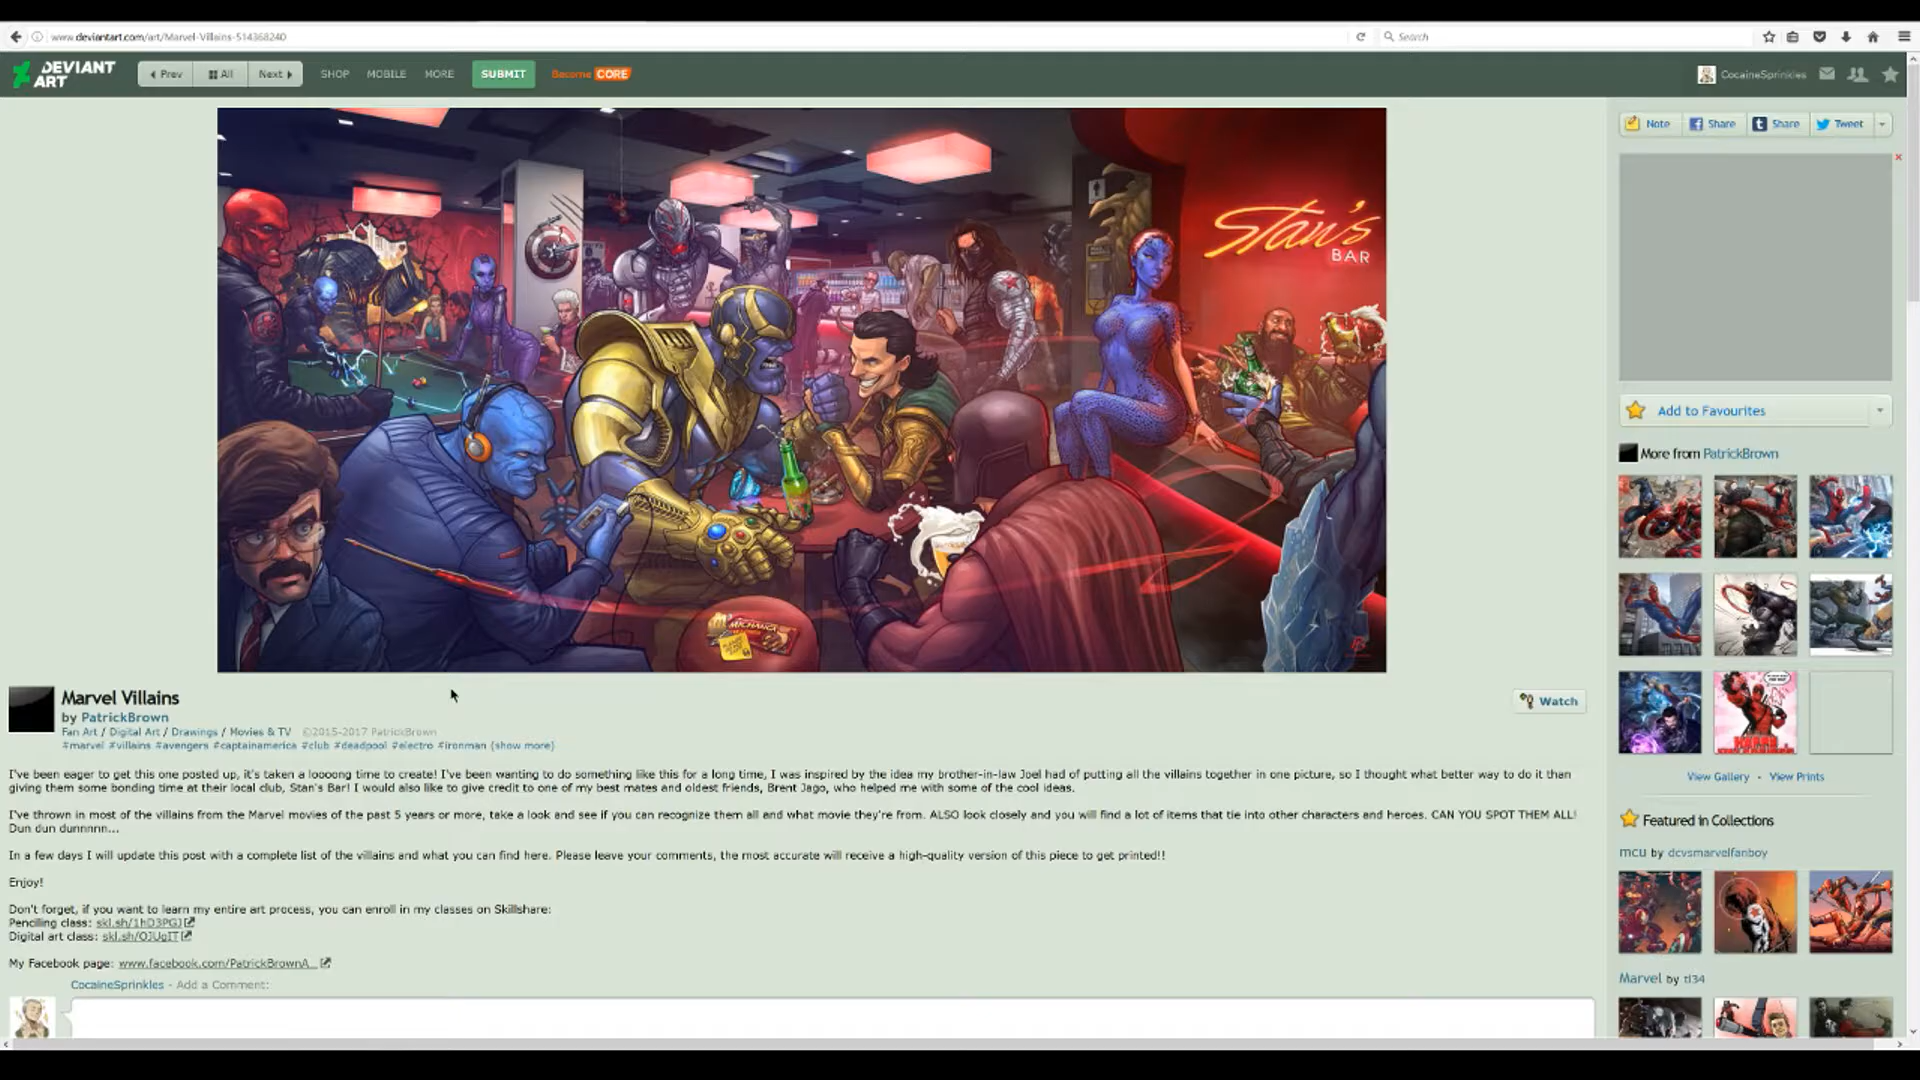 www.deviantart.com/art/Marvel-Villains-514368240
Search
DEVIANT ART
Prev
All
Next
SHOP
MOBILE
MORE
SUBMIT
Become CORE
CocaineSprinkles
Note
Share
Share
Tweet
Stan's
BAR
MICHANGA
Add to Favourites
More from PatrickBrown
View Gallery • View Prints
Featured in Collections
mcu by dcvsmarvelfanboy
Marvel by tl34
Marvel Villains
by PatrickBrown
Watch
Fan Art / Digital Art / Drawings / Movies & TV ©2015-2017 PatrickBrown
#marvel #villains #avengers #captainamerica #club #deadpool #electro #ironman (show more)
I've been eager to get this one posted up, it's taken a loooong time to create! I've been wanting to do something like this for a long time, I was inspired by the idea my brother-in-law Joel had of putting all the villains together in one picture, so I thought what better way to do it than
giving them some bonding time at their local club, Stan's Bar! I would also like to give credit to one of my best mates and oldest friends, Brent Jago, who helped me with some of the cool ideas.
I've thrown in most of the villains from the Marvel movies of the past 5 years or more, take a look and see if you can recognize them all and what movie they're from. ALSO look closely and you will find a lot of items that tie into other characters and heroes. CAN YOU SPOT THEM ALL!
Dun dun dunnnnn...
In a few days I will update this post with a complete list of the villains and what you can find here. Please leave your comments, the most accurate will receive a high-quality version of this piece to get printed!!
Enjoy!
Don't forget, if you want to learn my entire art process, you can enroll in my classes on Skillshare:
Penciling class: skl.sh/1hD3PGJ
Digital art class: skl.sh/OJUgIT
My Facebook page: www.facebook.com/PatrickBrownA...
CocaineSprinkles - Add a Comment: